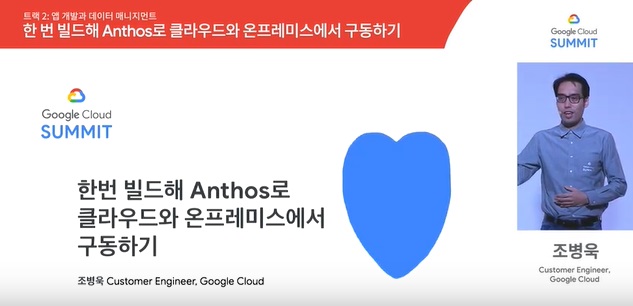 트랙 2: 앱 개발과 데이터 매니지먼트
한 번 빌드해 Anthos로 클라우드와 온프레미스에서 구동하기
Google Cloud
SUMMIT
Google Cloud
SUMMIT
한번 빌드해 Anthos로
클라우드와 온프레미스에서
구동하기
조병욱 Customer Engineer, Google Cloud
조병욱
Customer Engineer,
Google Cloud